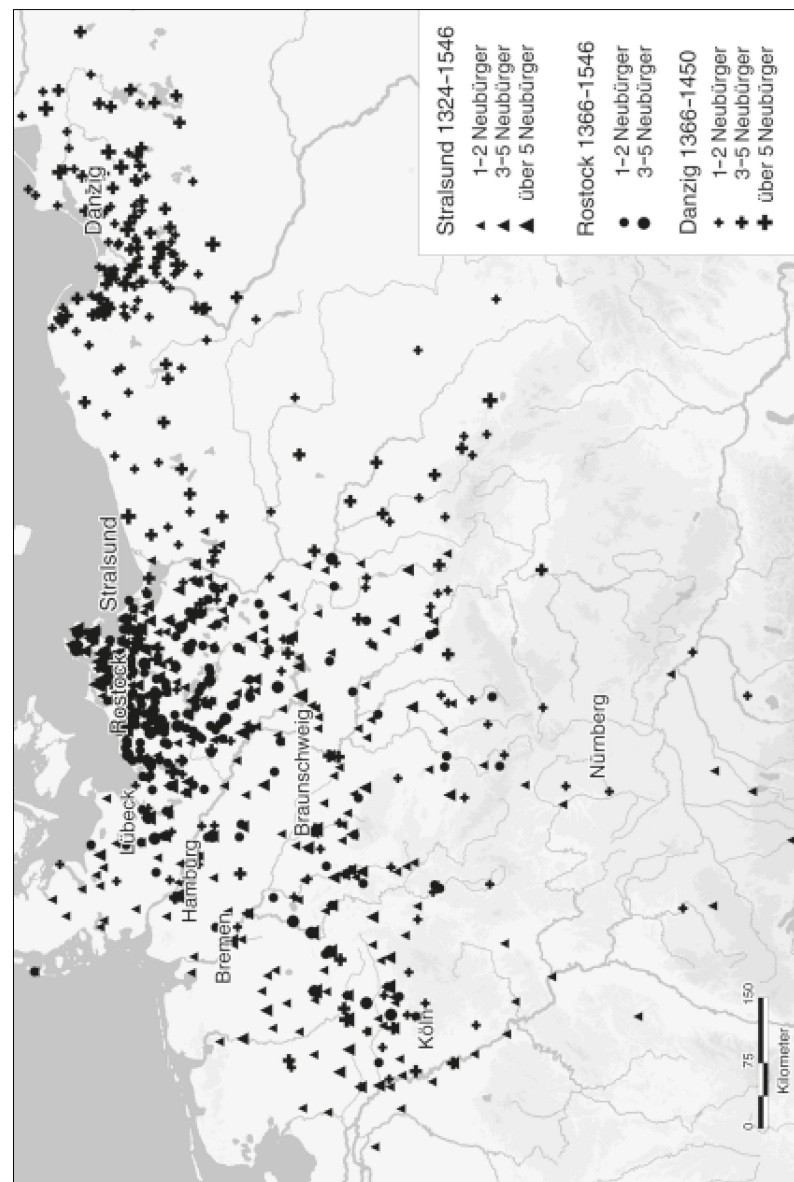 Danzig
Stralsund
Rostock
Lübeck
Hamburg
Bremen
Braunschweig
Köln
Nürnberg
Stralsund 1324–1546
1–2 Neubürger
3–5 Neubürger
über 5 Neubürger
Rostock 1366–1546
1–2 Neubürger
3–5 Neubürger
Danzig 1366–1450
1–2 Neubürger
3–5 Neubürger
über 5 Neubürger
0 75 150
Kilometer